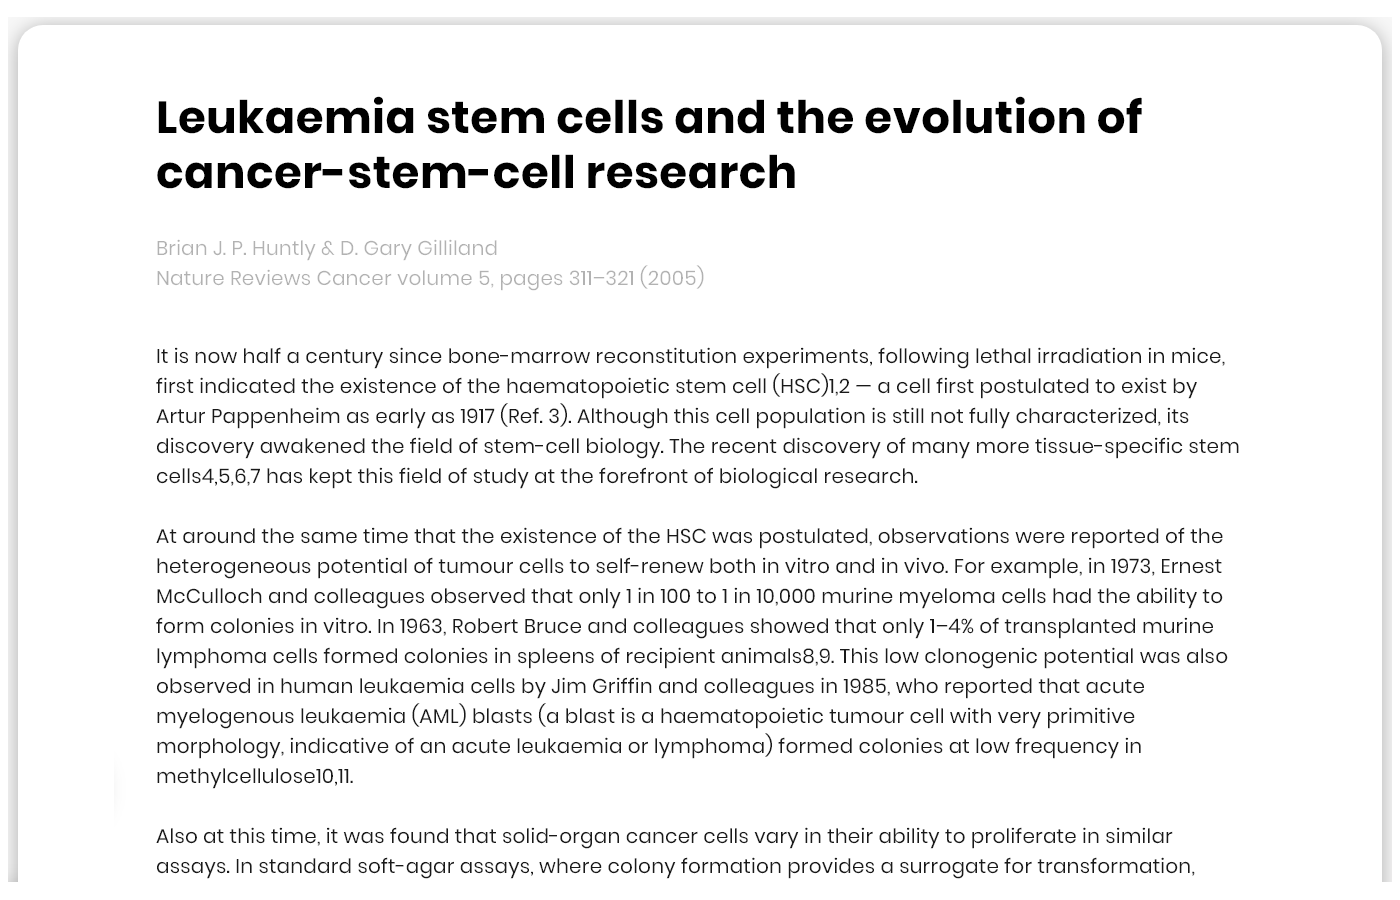 Leukaemia stem cells and the evolution of
cancer-stem-cell research
Brian J. P. Huntly & D. Gary Gilliland
Nature Reviews Cancer volume 5, pages 311–321 (2005)
It is now half a century since bone-marrow reconstitution experiments, following lethal irradiation in mice,
first indicated the existence of the haematopoietic stem cell (HSC)1,2 — a cell first postulated to exist by
Artur Pappenheim as early as 1917 (Ref. 3). Although this cell population is still not fully characterized, its
discovery awakened the field of stem-cell biology. The recent discovery of many more tissue-specific stem
cells4,5,6,7 has kept this field of study at the forefront of biological research.
At around the same time that the existence of the HSC was postulated, observations were reported of the
heterogeneous potential of tumour cells to self-renew both in vitro and in vivo. For example, in 1973, Ernest
McCulloch and colleagues observed that only 1 in 100 to 1 in 10,000 murine myeloma cells had the ability to
form colonies in vitro. In 1963, Robert Bruce and colleagues showed that only 1–4% of transplanted murine
lymphoma cells formed colonies in spleens of recipient animals8,9. This low clonogenic potential was also
observed in human leukaemia cells by Jim Griffin and colleagues in 1985, who reported that acute
myelogenous leukaemia (AML) blasts (a blast is a haematopoietic tumour cell with very primitive
morphology, indicative of an acute leukaemia or lymphoma) formed colonies at low frequency in
methylcellulose10,11.
Also at this time, it was found that solid-organ cancer cells vary in their ability to proliferate in similar
assays. In standard soft-agar assays, where colony formation provides a surrogate for transformation,